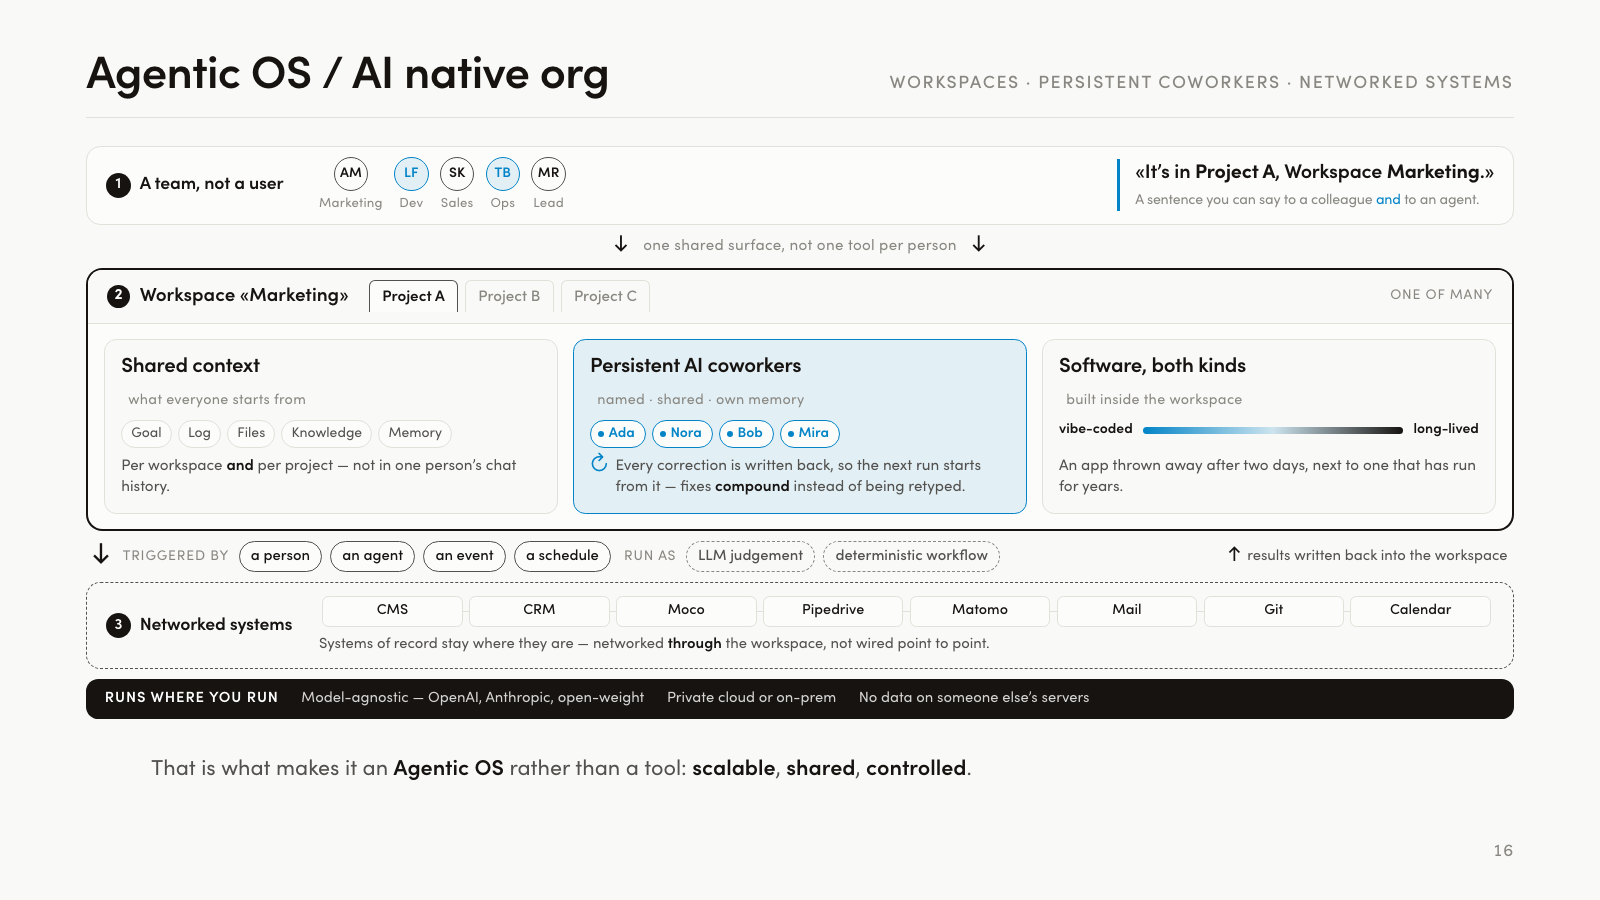 Agentic OS / AI native org
WORKSPACES · PERSISTENT COWORKERS · NETWORKED SYSTEMS
1 A team, not a user
AM LF SK TB MR
Marketing Dev Sales Ops Lead
«It's in Project A, Workspace Marketing.»
A sentence you can say to a colleague and to an agent.
↓ one shared surface, not one tool per person ↓
2 Workspace «Marketing» Project A Project B Project C ONE OF MANY
Shared context
what everyone starts from
Goal Log Files Knowledge Memory
Per workspace and per project — not in one person's chat
history.
Persistent AI coworkers
named · shared · own memory
Ada Nora Bob Mira
Every correction is written back, so the next run starts
from it — fixes compound instead of being retyped.
Software, both kinds
built inside the workspace
vibe-coded long-lived
An app thrown away after two days, next to one that has run
for years.
↓ TRIGGERED BY a person an agent an event a schedule RUN AS LLM judgement deterministic workflow ↑ results written back into the workspace
3 Networked systems
CMS CRM Moco Pipedrive Matomo Mail Git Calendar
Systems of record stay where they are — networked through the workspace, not wired point to point.
RUNS WHERE YOU RUN Model-agnostic — OpenAI, Anthropic, open-weight Private cloud or on-prem No data on someone else's servers
That is what makes it an Agentic OS rather than a tool: scalable, shared, controlled.
16